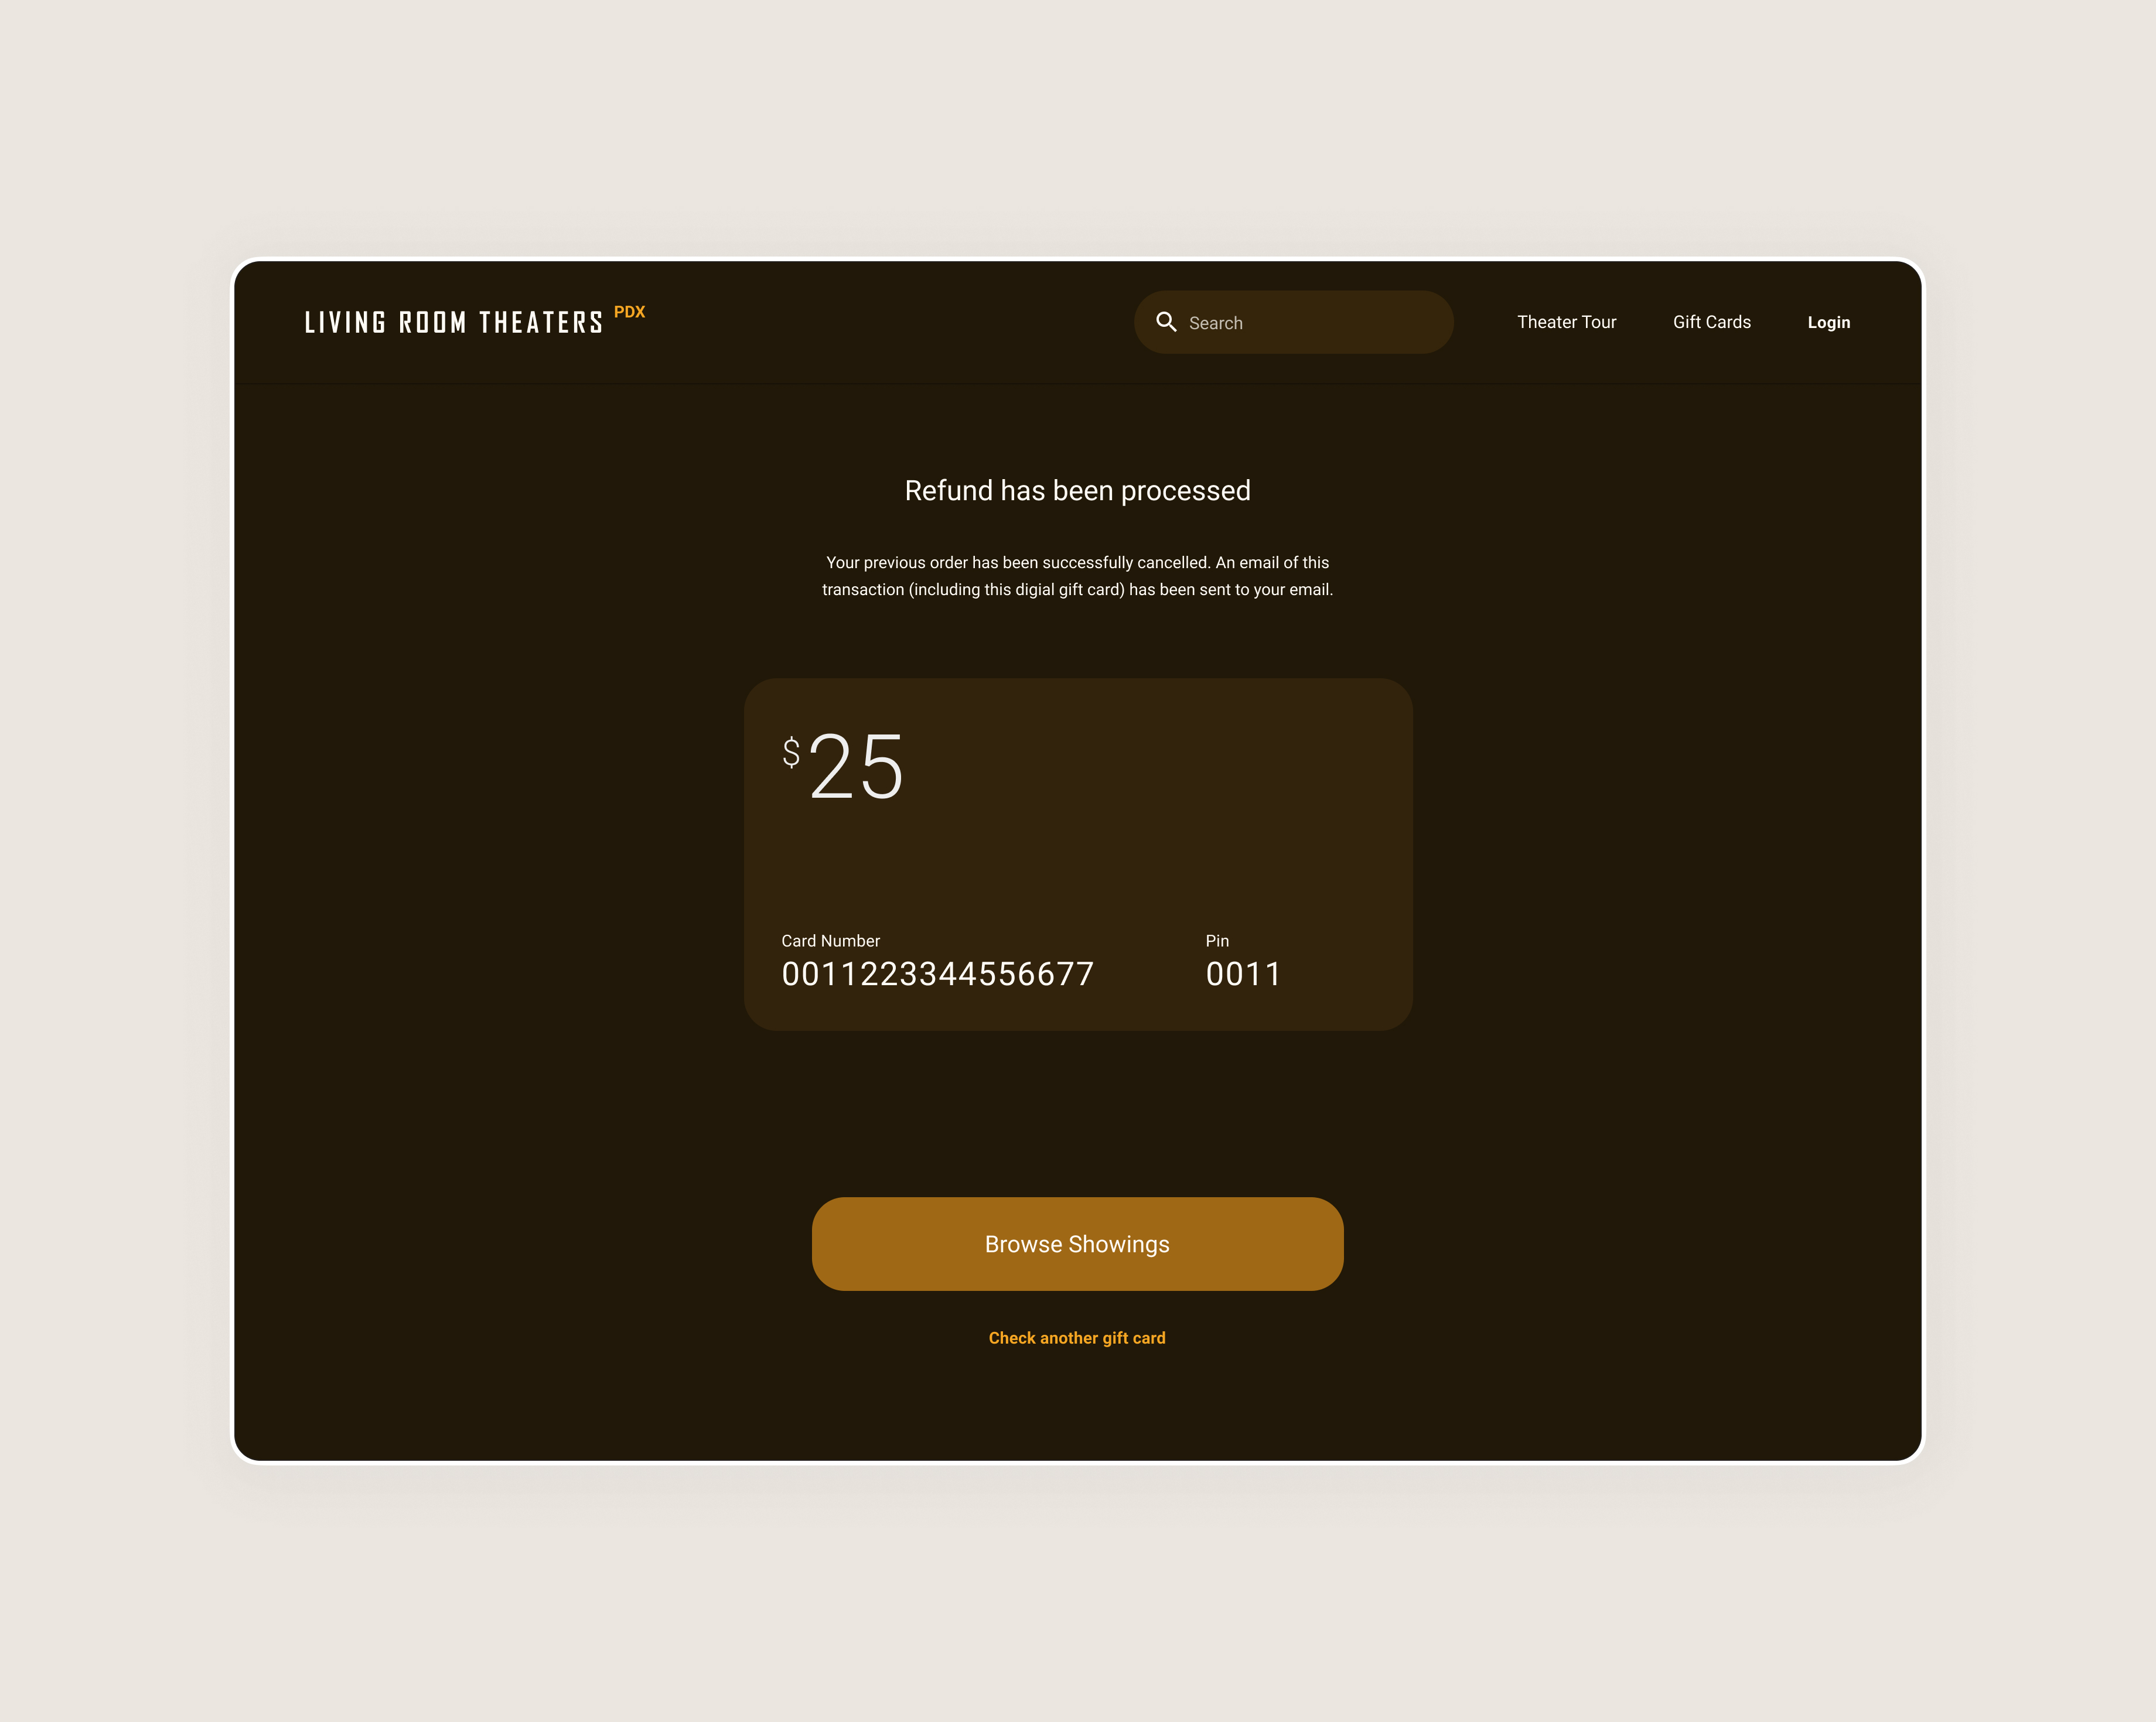 LIVING ROOM THEATERS PDX
Search
Theater Tour
Gift Cards
Login
Refund has been processed
Your previous order has been successfully cancelled. An email of this
transaction (including this digial gift card) has been sent to your email.
$25
Card Number
0011223344556677
Pin
0011
Browse Showings
Check another gift card